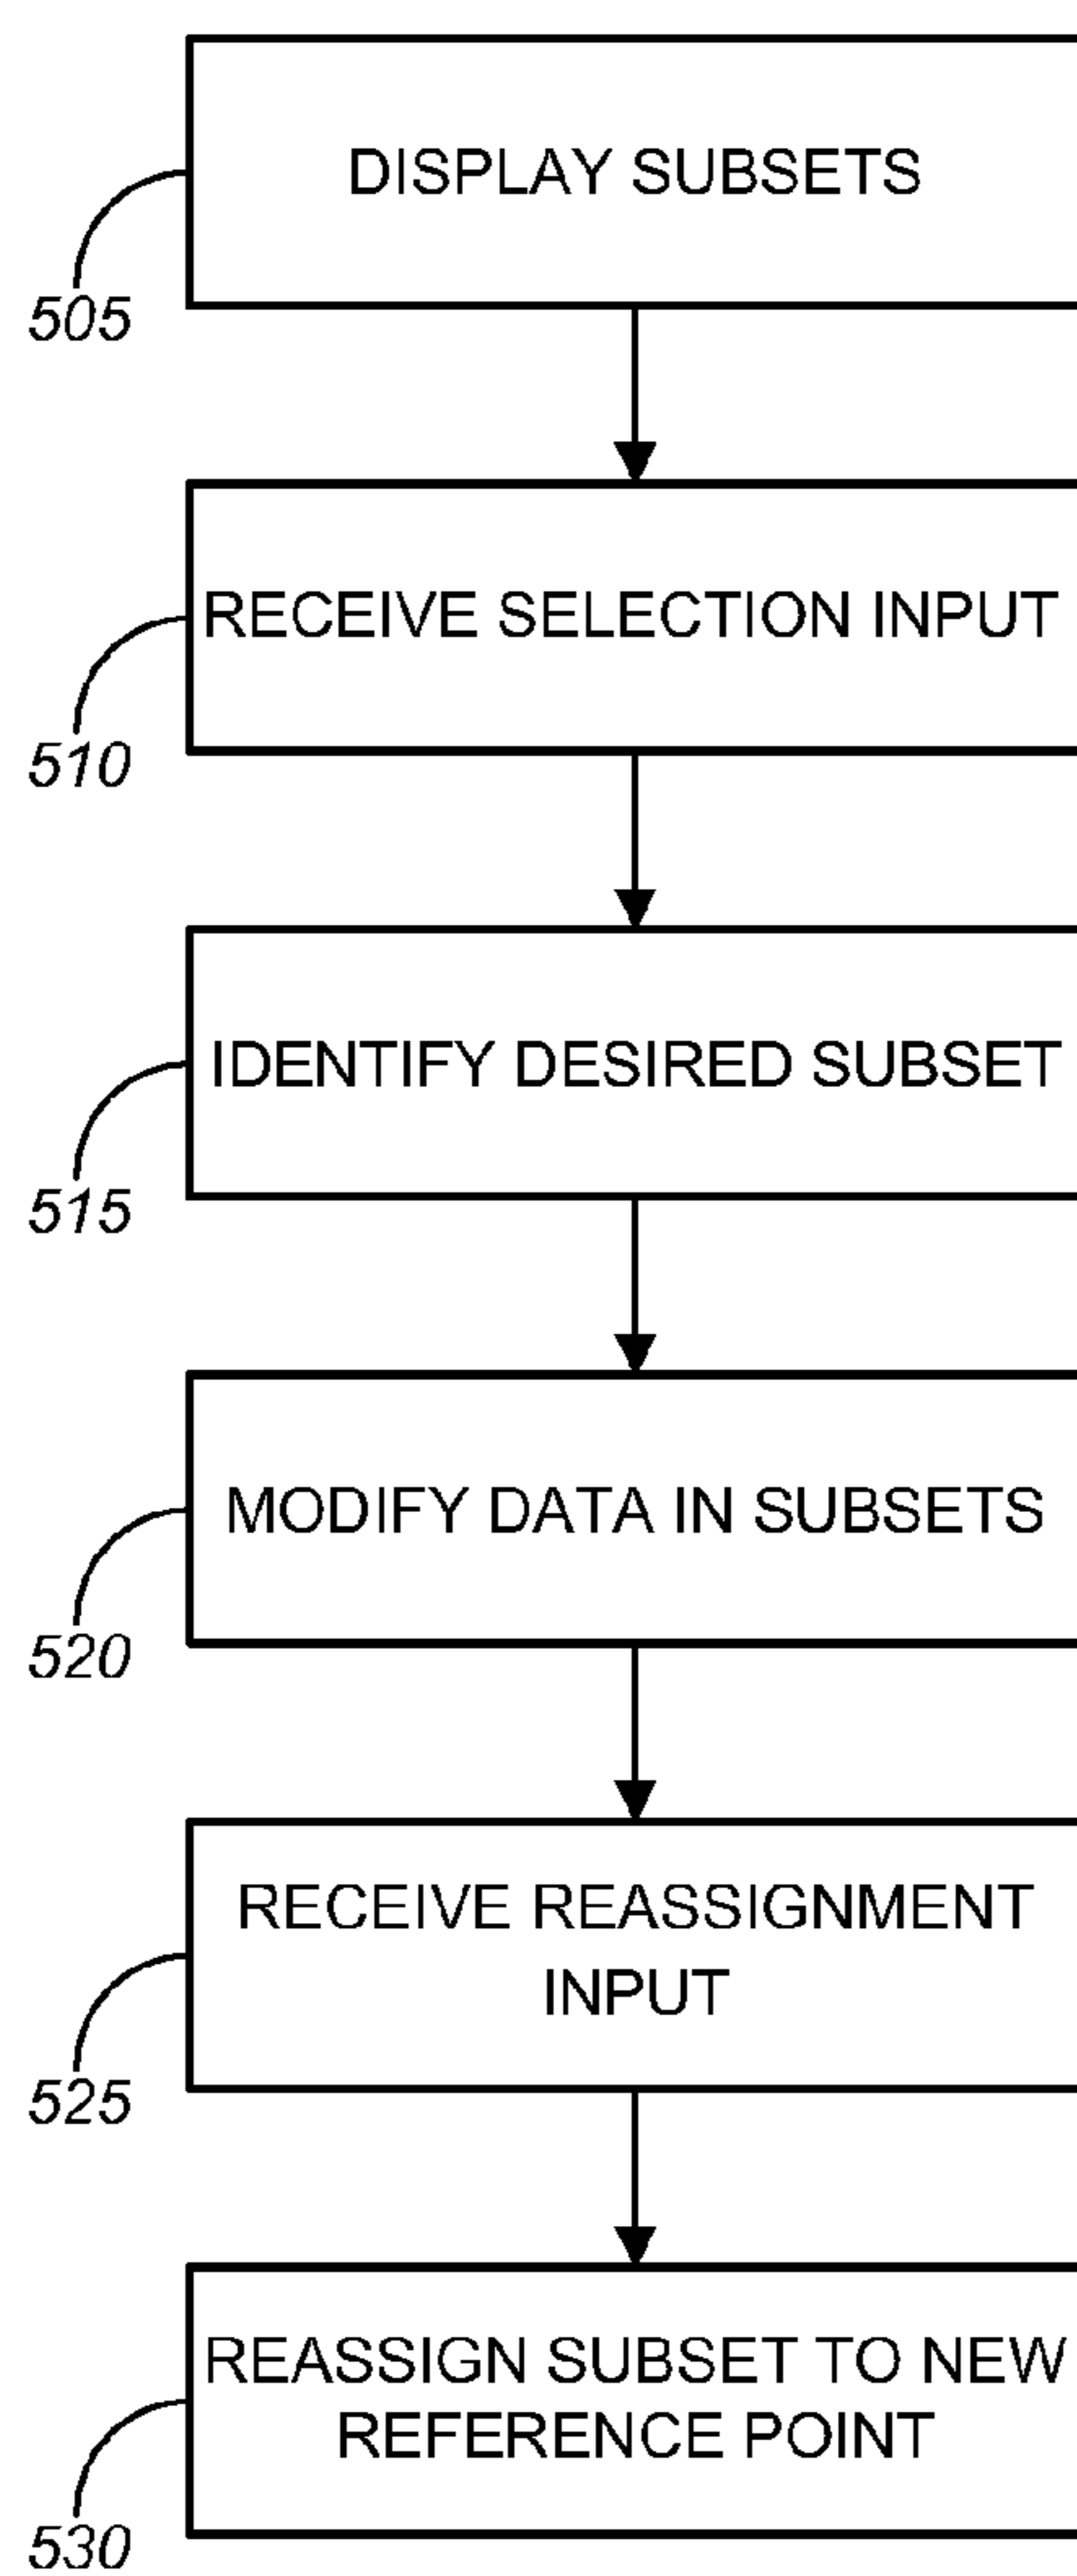 DISPLAY SUBSETS
505
RECEIVE SELECTION INPUT
510
IDENTIFY DESIRED SUBSET
515
MODIFY DATA IN SUBSETS
520
RECEIVE REASSIGNMENT
INPUT
525
REASSIGN SUBSET TO NEW
REFERENCE POINT
530